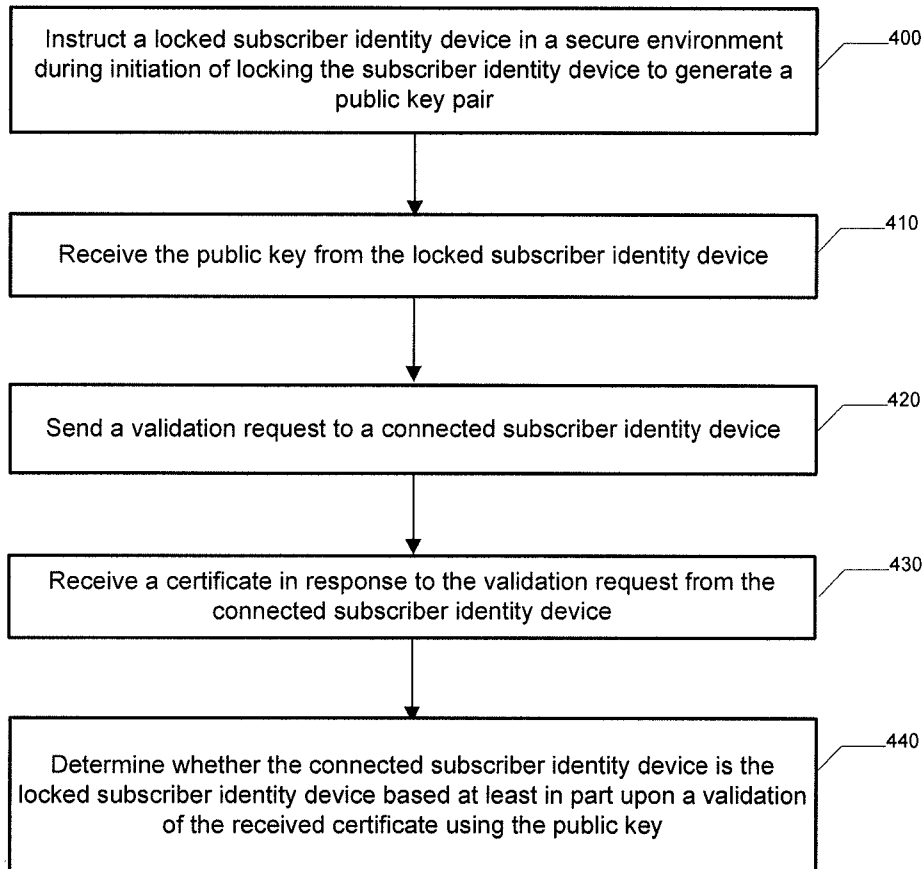 Instruct a locked subscriber identity device in a secure environment
during initiation of locking the subscriber identity device to generate a
public key pair
400
410
Receive the public key from the locked subscriber identity device
420
Send a validation request to a connected subscriber identity device
Receive a certificate in response to the validation request from the
connected subscriber identity device
430
440
Determine whether the connected subscriber identity device is the
locked subscriber identity device based at least in part upon a validation
of the received certificate using the public key